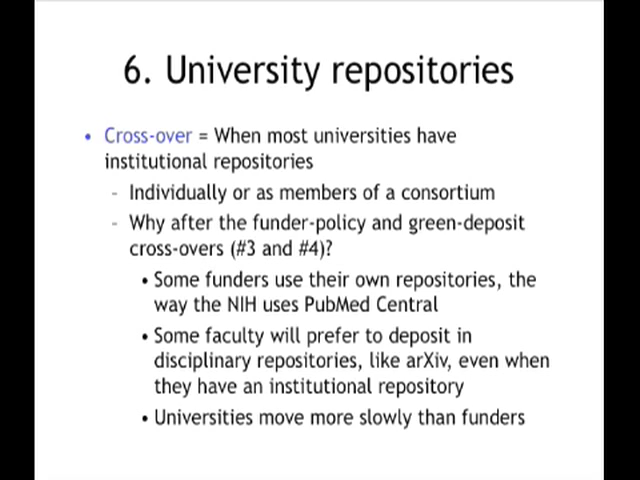 6. University repositories
• Cross-over = When most universities have
institutional repositories
- Individually or as members of a consortium
- Why after the funder-policy and green-deposit
cross-overs (#3 and #4)?
• Some funders use their own repositories, the
way the NIH uses PubMed Central
• Some faculty will prefer to deposit in
disciplinary repositories, like arXiv, even when
they have an institutional repository
• Universities move more slowly than funders